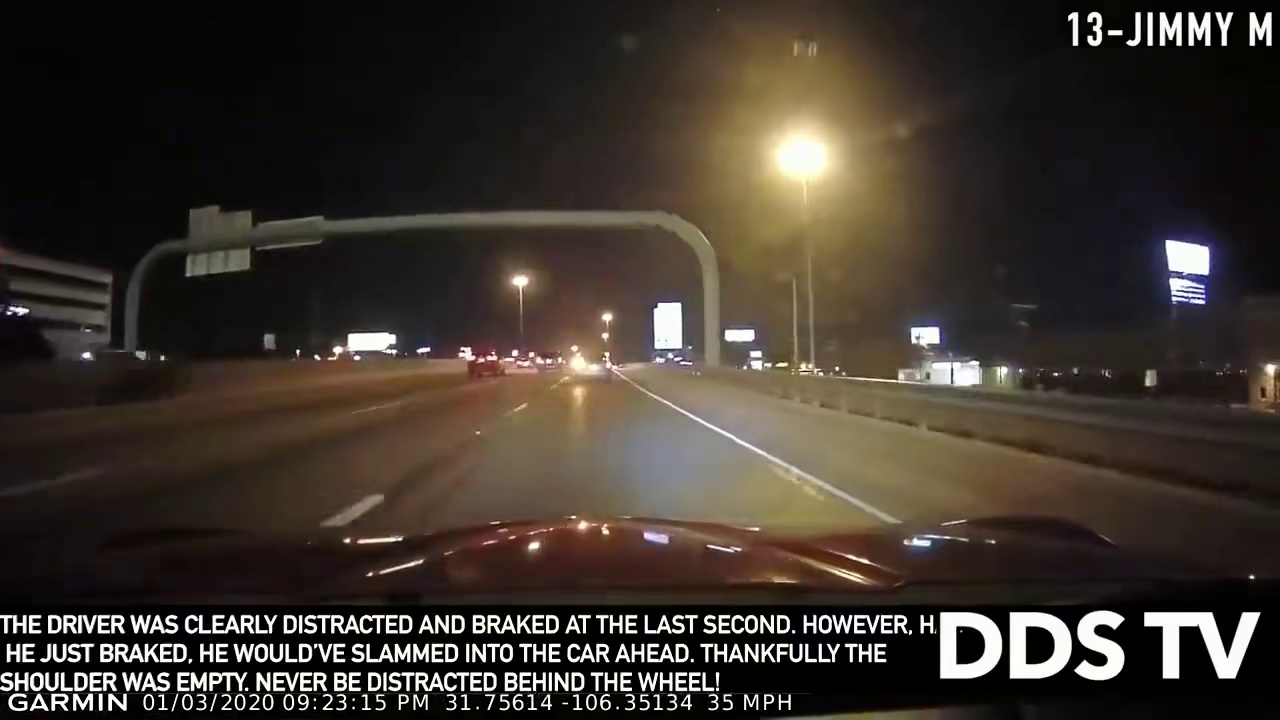 13-JIMMY M
THE DRIVER WAS CLEARLY DISTRACTED AND BRAKED AT THE LAST SECOND. HOWEVER,
HE JUST BRAKED, HE WOULD'VE SLAMMED INTO THE CAR AHEAD. THANKFULLY THE
SHOULDER WAS EMPTY. NEVER BE DISTRACTED BEHIND THE WHEEL!
DDS TV
GARMIN 01/03/2020 09:23:15 PM 31.75614 -106.35134 35 MPH